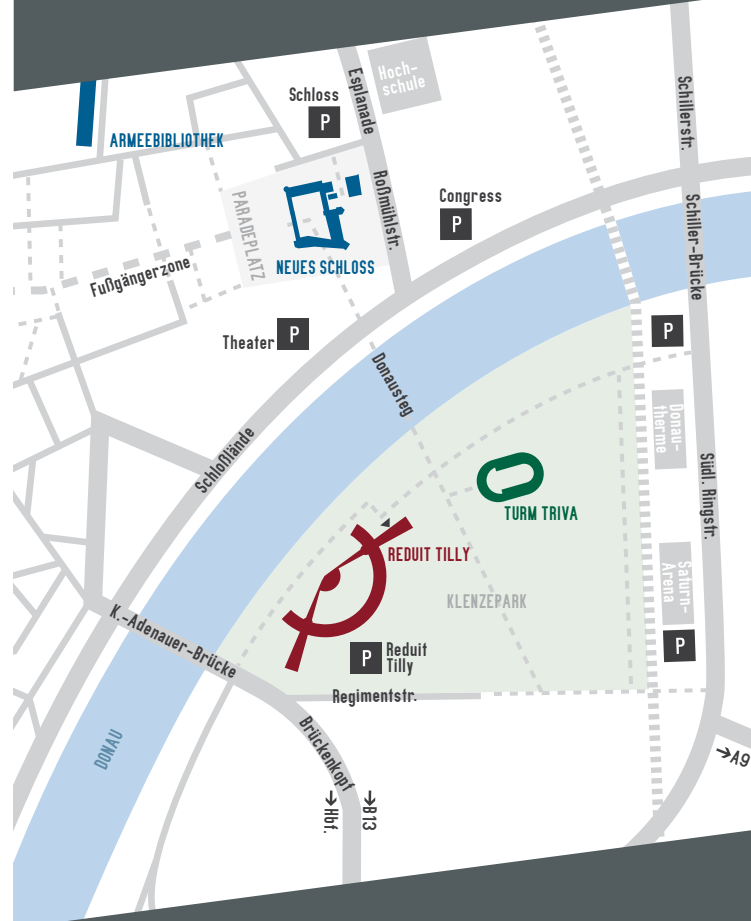 Hoch-
schule
Esplanade
Schillerstr.
Schloss
P
ARMEEBIBLIOTHEK
PARADEPLATZ
Roßmühlstr.
Congress
P
Schiller-Brücke
NEUES SCHLOSS
Fußgängerzone
Theater
P
P
Donausteg
Donau-
therme
Schloßlände
Südl. Ringstr.
TURM TRIVA
REDUIT TILLY
Saturn-
Arena
KLENZEPARK
K.-Adenauer-Brücke
P
P
Reduit
Tilly
Regimentstr.
DONAU
Brückenkopf
→A9
→Hbf.
→B13